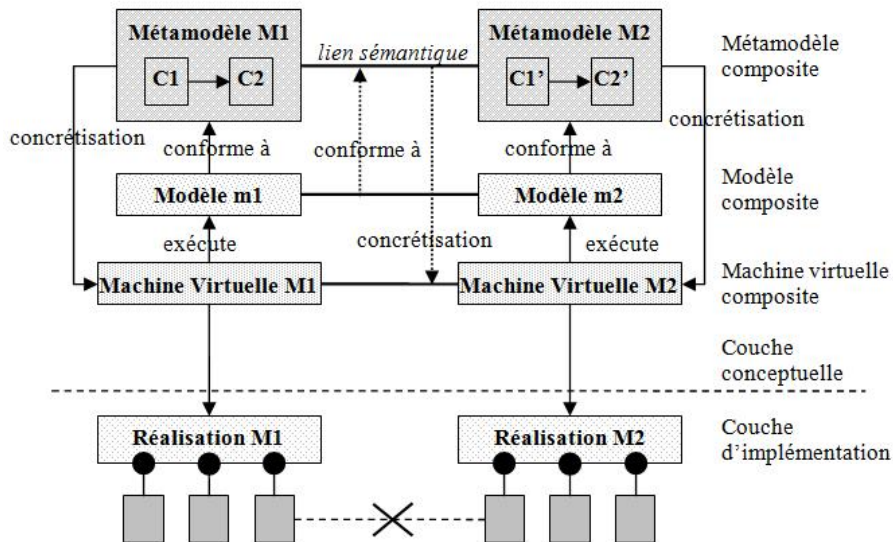 Métamodèle M1
lien sémantique
Métamodèle M2
Métamodèle
composite
C1
C2
C1’
C2’
concrétisation
conforme à
conforme à
conforme à
concrétisation
Modèle m1
Modèle m2
Modèle
composite
exécute
concrétisation
exécute
Machine Virtuelle M1
Machine Virtuelle M2
Machine virtuelle
composite
Couche
conceptuelle
Réalisation M1
Réalisation M2
Couche
d’implémentation